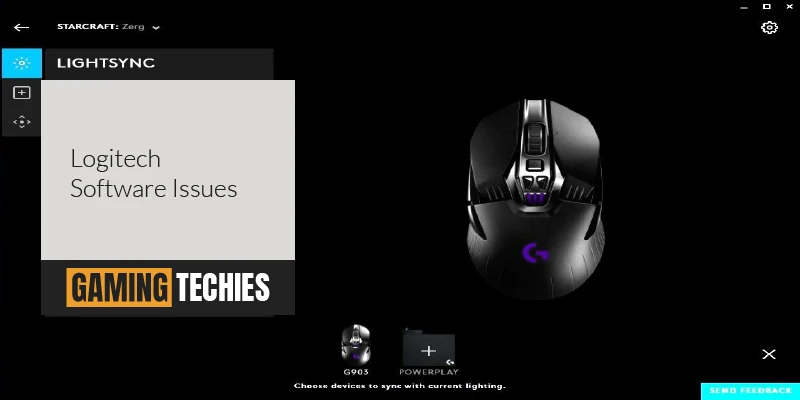 STARCRAFT: Zerg
LIGHTSYNC
Logitech
Software Issues
GAMING TECHIES
G903
POWERPLAY
Choose devices to sync with current lighting.
SEND FEEDBACK